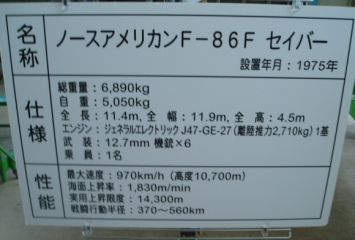 名称
ノースアメリカンF-86F セイバー
設置年月：1975年
仕様
総重量：6,890kg
自重：5,050kg
全長：11.4m, 全幅：11.9m, 全高：4.5m
エンジン：ジェネラルエレクトリック J47-GE-27(離陸推力2,710kg)1基
武装：12.7mm 機銃×6
乗員：1名
性能
最大速度：970km/h(高度10,700m)
海面上昇率：1,830m/min
実用上昇限度：14,300m
戦闘行動半径：370～560km